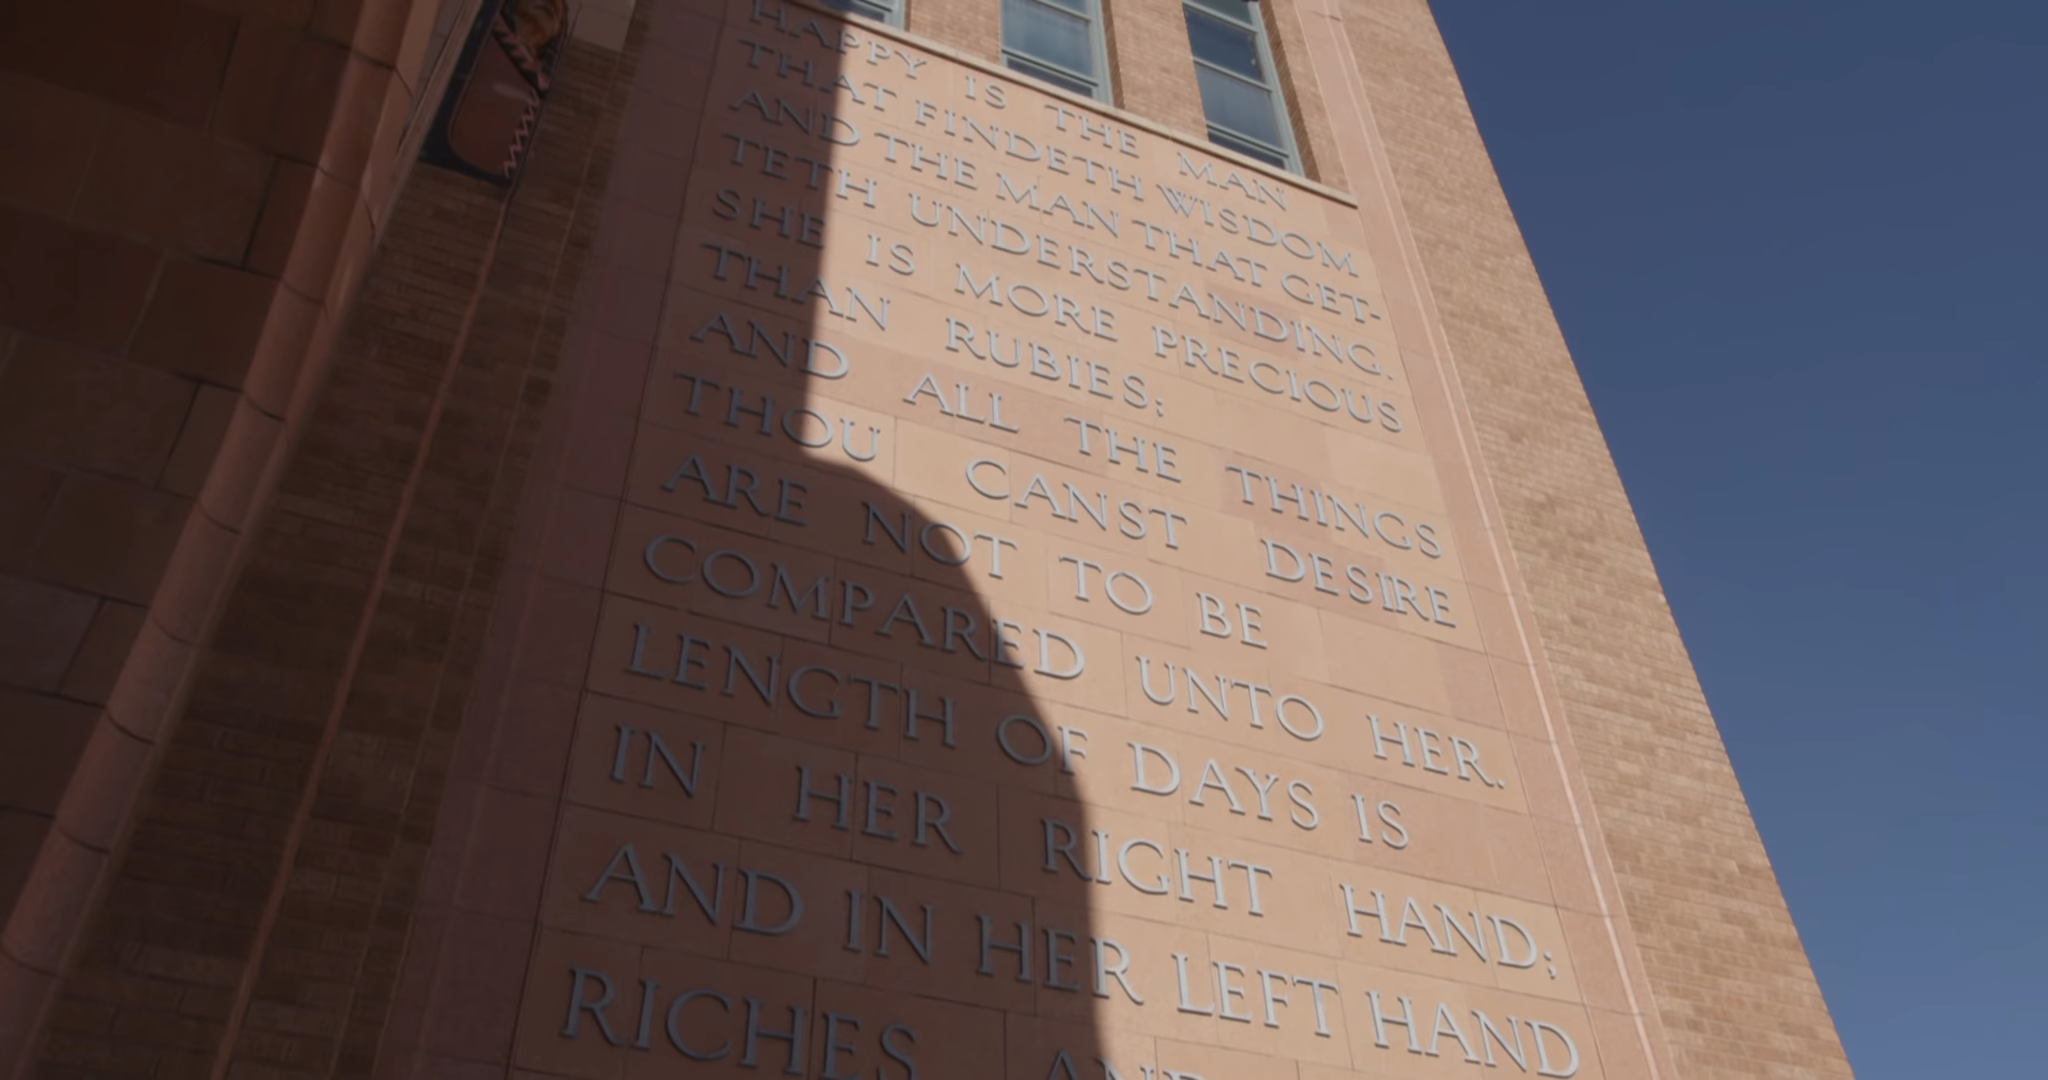 HAPPY IS THE MAN
THAT FINDETH WISDOM
AND THE MAN THAT GET-
TETH UNDERSTANDING.
SHE IS MORE PRECIOUS
THAN RUBIES;
AND ALL THE THINGS
THOU CANST DESIRE
ARE NOT TO BE
COMPARED UNTO HER.
LENGTH OF DAYS IS
IN HER RIGHT HAND;
AND IN HER LEFT HAND
RICHES AND